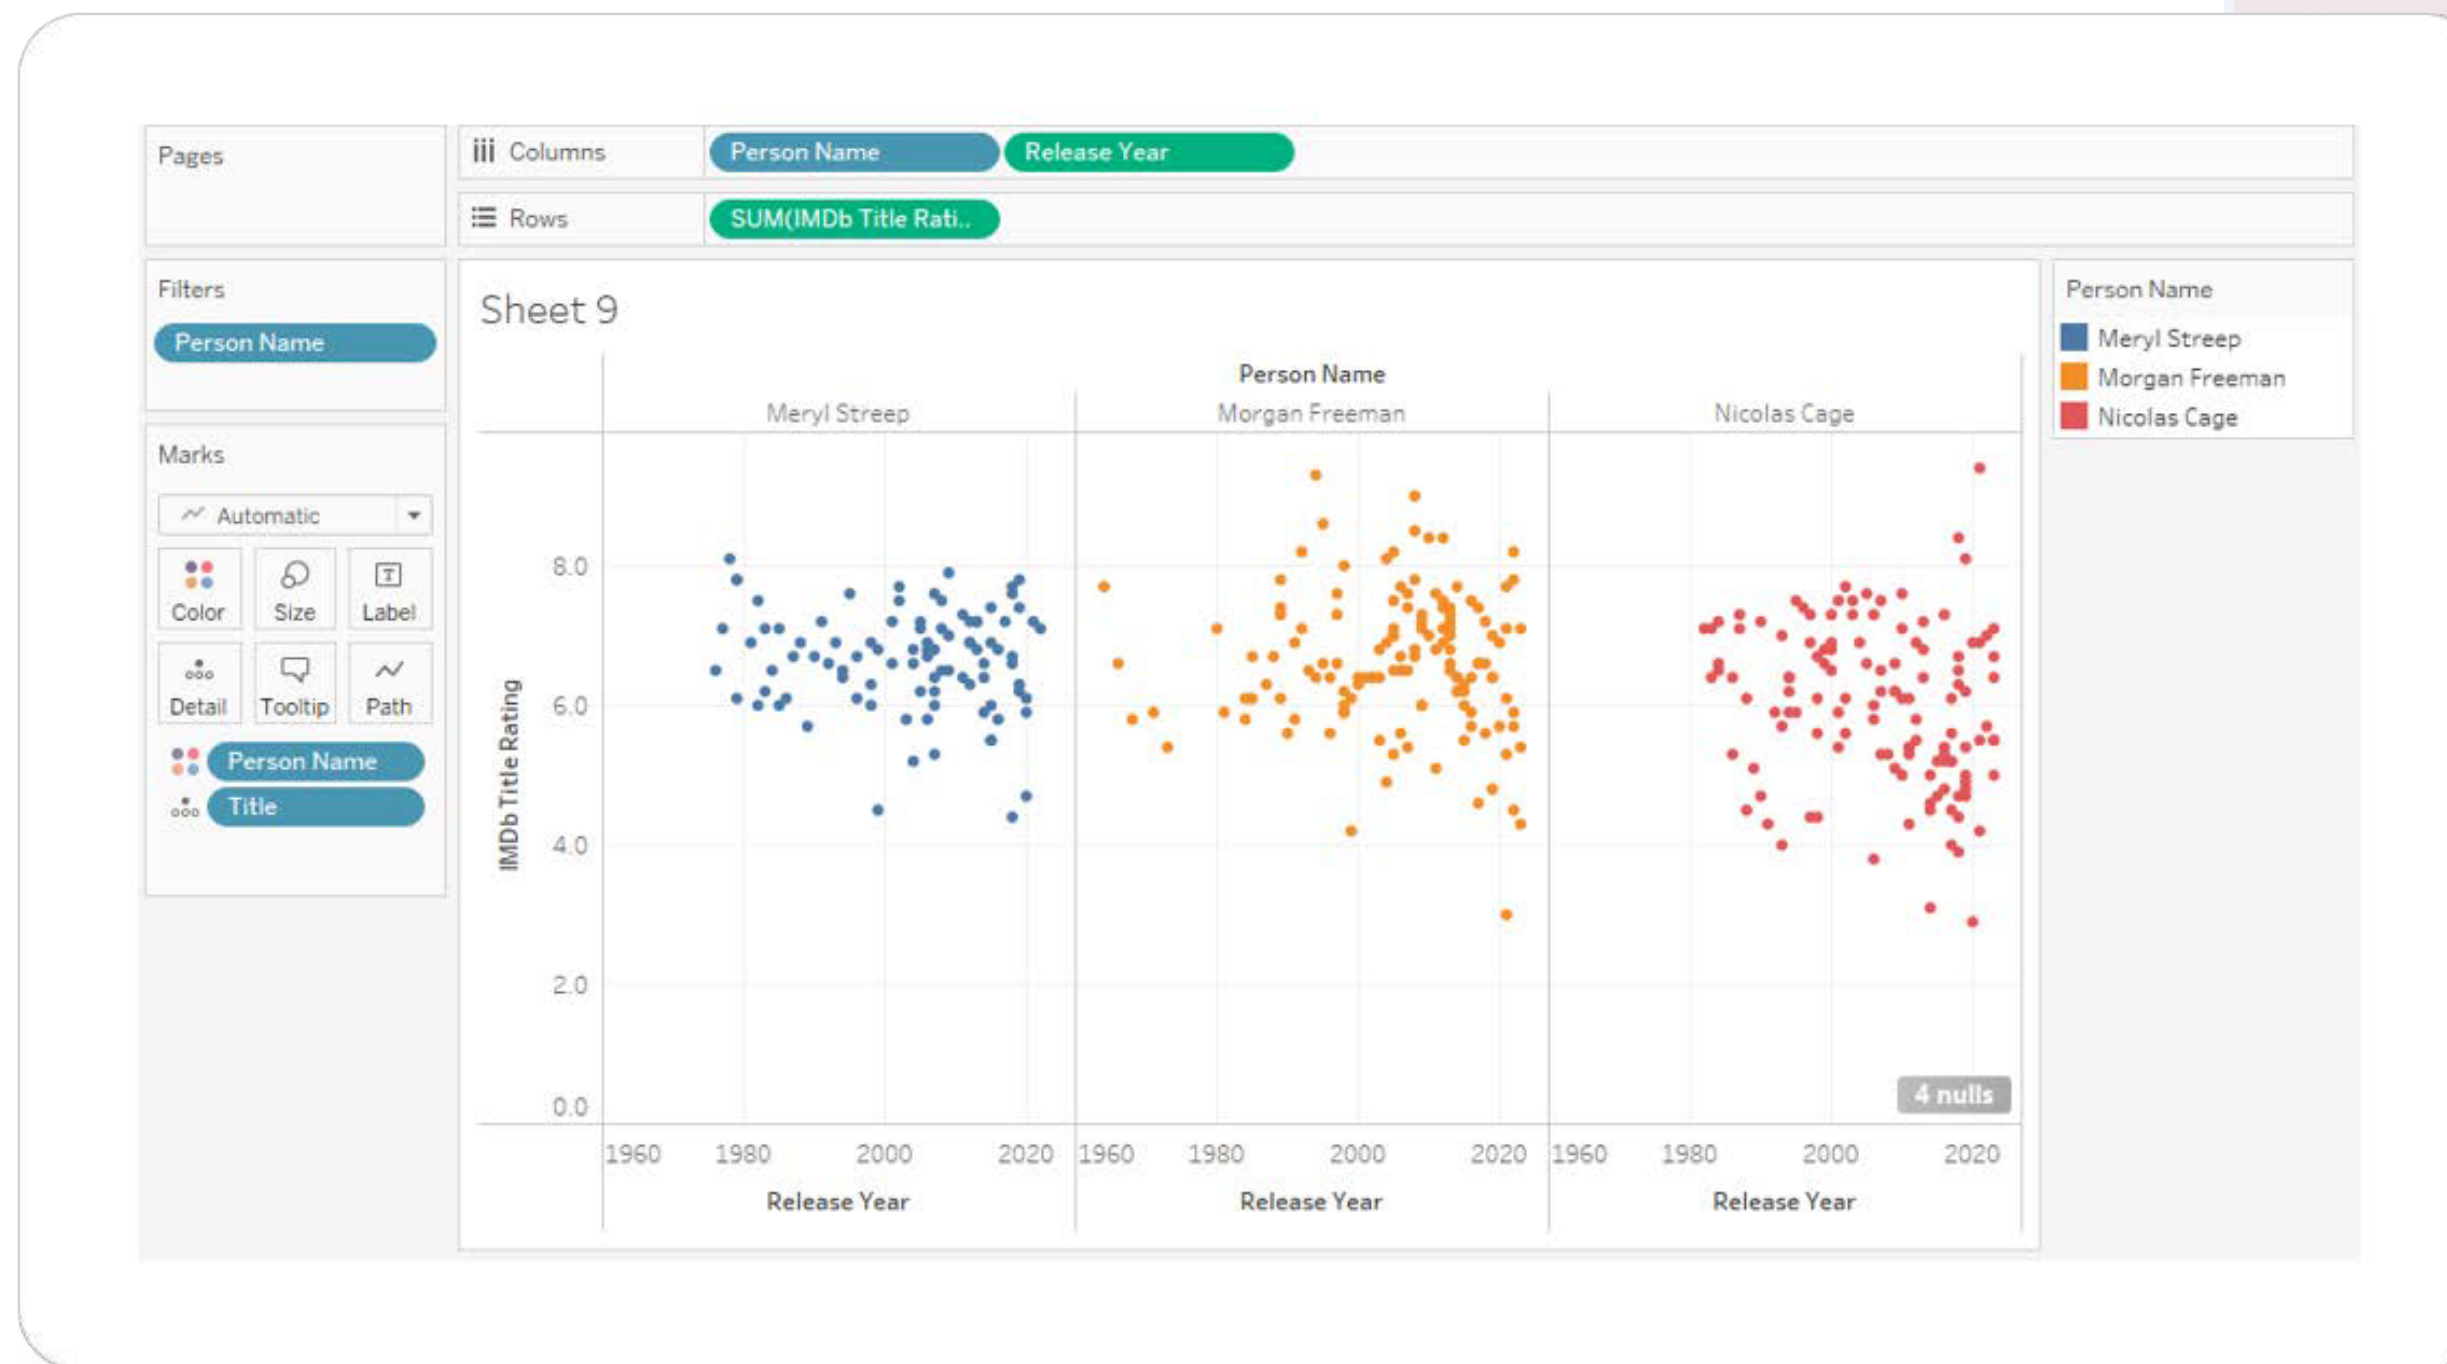 Pages
Columns
Person Name
Release Year
Rows
SUM(IMDb Title Rati..
Filters
Person Name
Marks
Automatic
Color
Size
Label
Detail
Tooltip
Path
Person Name
Title
Sheet 9
Person Name
Meryl Streep
Morgan Freeman
Nicolas Cage
IMDb Title Rating
8.0
6.0
4.0
2.0
0.0
4 nulls
1960 1980 2000 2020 1960 1980 2000 2020 1960 1980 2000 2020
Release Year Release Year Release Year
Person Name
Meryl Streep
Morgan Freeman
Nicolas Cage